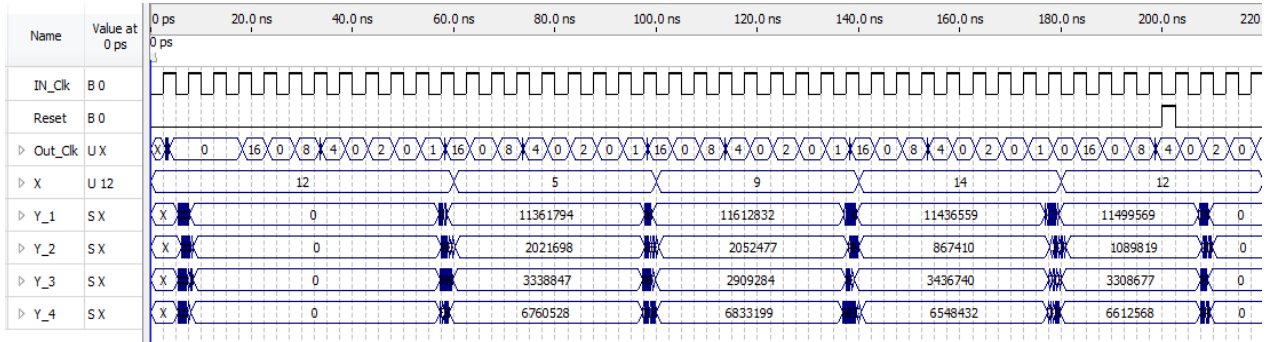 Name Value at 0 ps 0 ps 20.0 ns 40.0 ns 60.0 ns 80.0 ns 100.0 ns 120.0 ns 140.0 ns 160.0 ns 180.0 ns 200.0 ns 220.
0 ps
IN_Clk B 0
Reset B 0
Out_Clk U X X 0 16 0 8 4 0 2 0 1 16 0 8 4 0 2 0 1 16 0 8 4 0 2 0 1 16 0 8 4 0 2 0 1 0 16 0 8 4 0 2 0
X U 12 12 5 9 14 12
Y_1 S X X 0 11361794 11612832 11436559 11499569 0
Y_2 S X X 0 2021698 2052477 867410 1089819 0
Y_3 S X X 0 3338847 2909284 3436740 3308677 0
Y_4 S X X 0 6760528 6833199 6548432 6612568 0